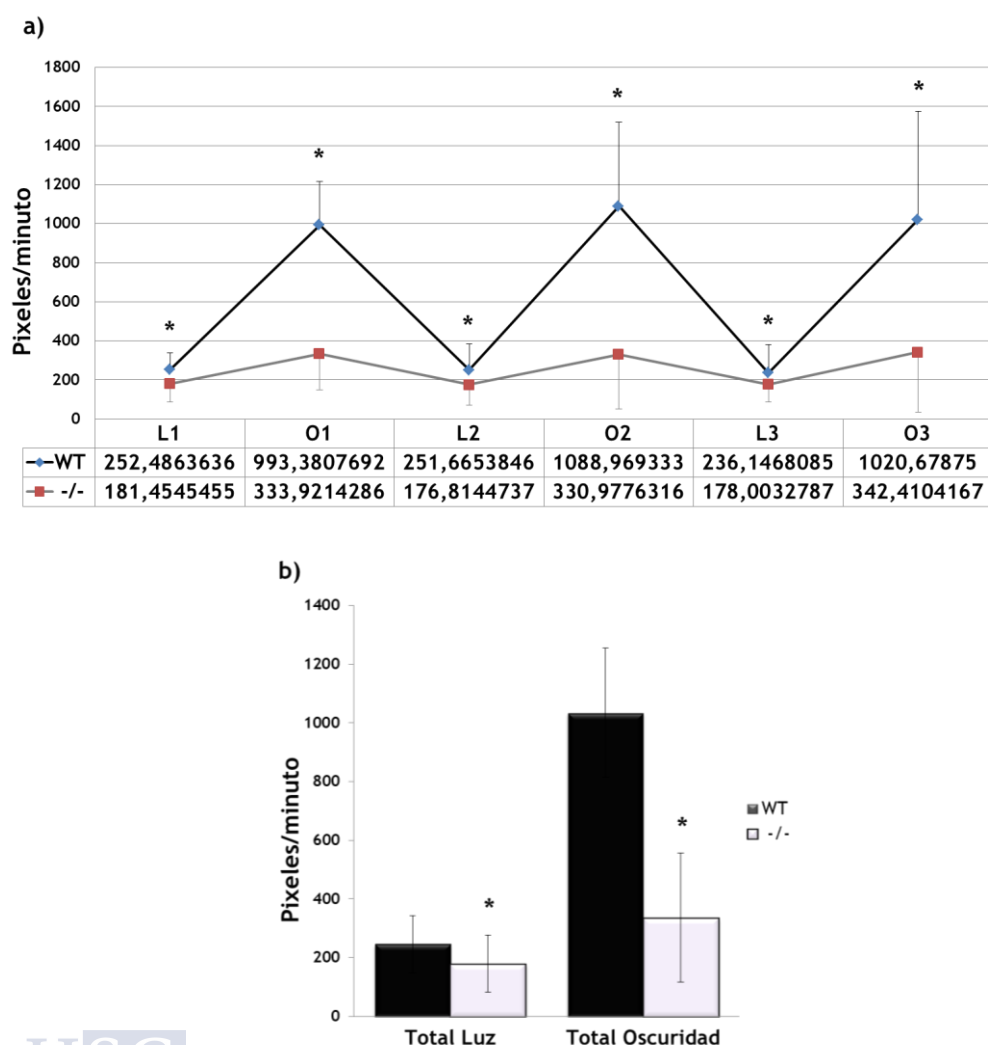 a)
1800
1600
1400
1200
1000
800
600
400
200
0
Pixeles/minuto
* * * * * *
L1 O1 L2 O2 L3 O3
WT 252,4863636 993,3807692 251,6653846 1088,969333 236,1468085 1020,67875
-/- 181,4545455 333,9214286 176,8144737 330,9776316 178,0032787 342,4104167
b)
1400
1200
1000
800
600
400
200
0
Pixeles/minuto
* *
WT
-/-
Total Luz Total Oscuridad